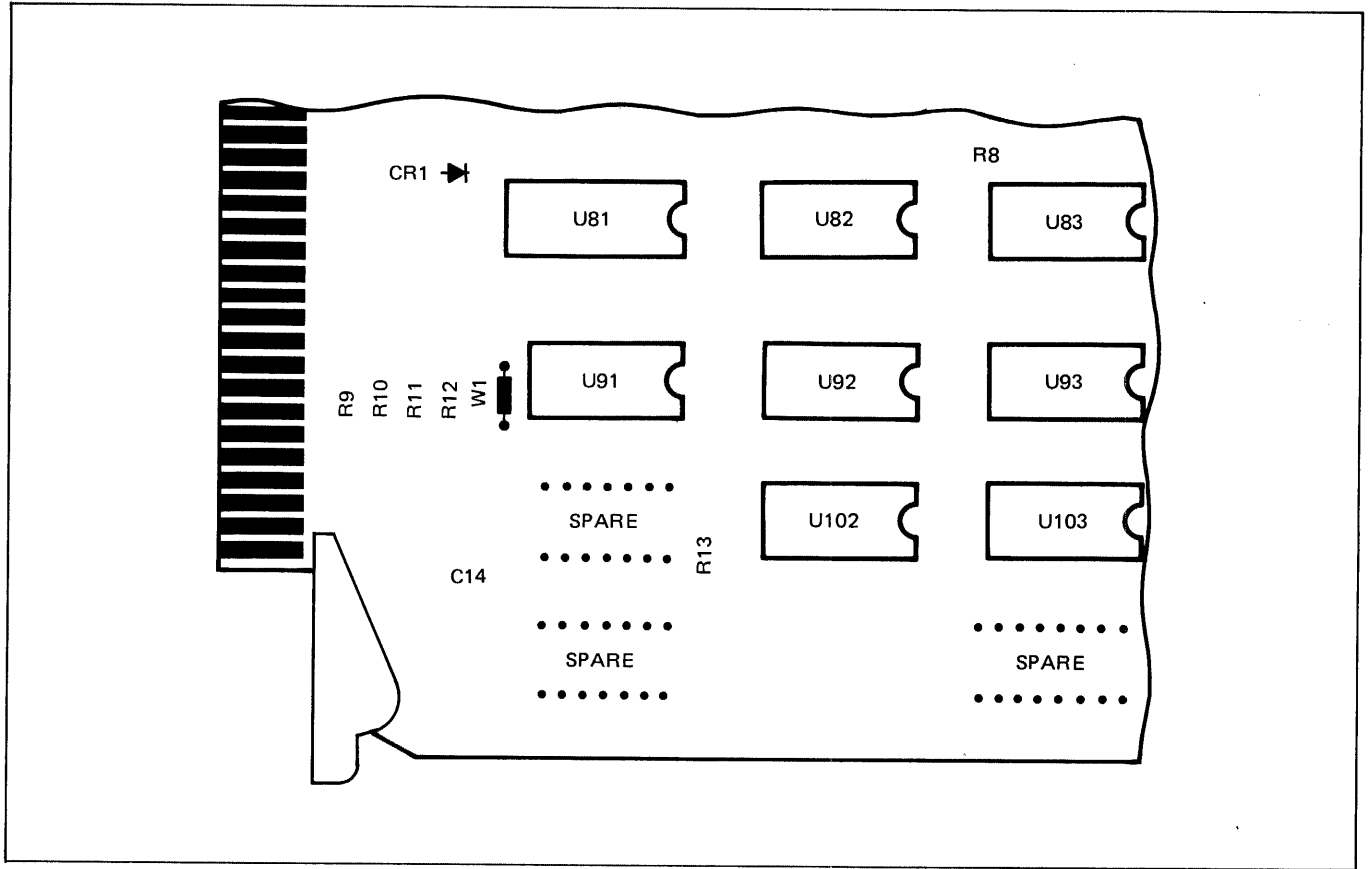 R8
CR1
U81
U82
U83
R9
R10
R11
R12
W1
U91
U92
U93
SPARE
R13
U102
U103
C14
SPARE
SPARE